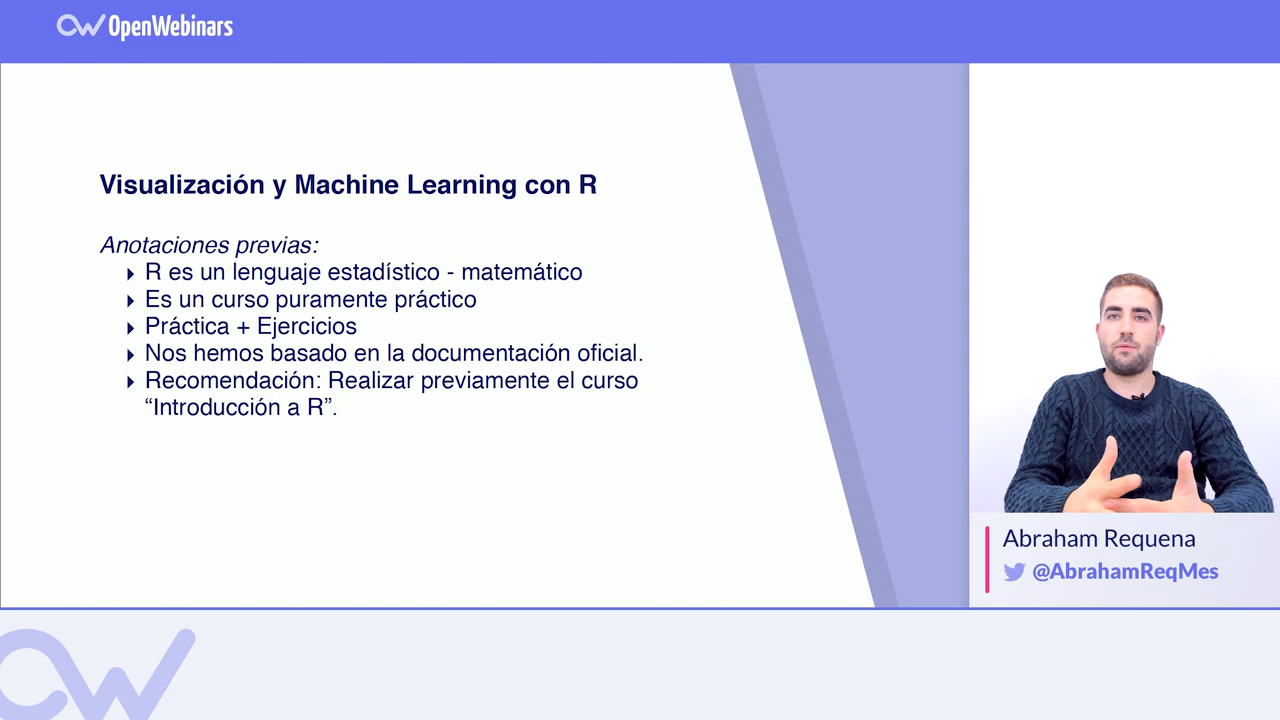 OpenWebinars
Visualización y Machine Learning con R
Anotaciones previas:
R es un lenguaje estadístico - matemático
Es un curso puramente práctico
Práctica + Ejercicios
Nos hemos basado en la documentación oficial.
Recomendación: Realizar previamente el curso
“Introducción a R”.
Abraham Requena
@AbrahamReqMes